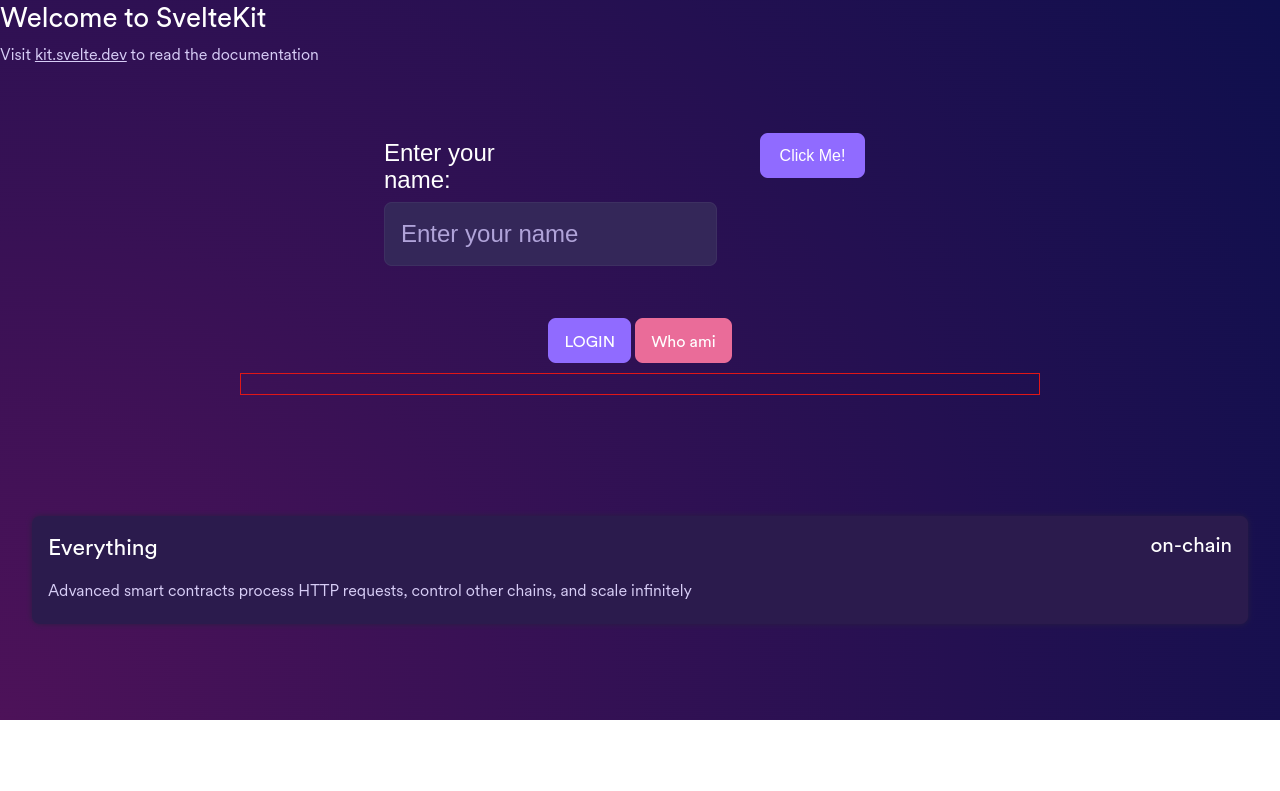 Welcome to SvelteKit
Visit kit.svelte.dev to read the documentation
Enter your
name:
Click Me!
Enter your name
LOGIN
Who ami
Everything
on-chain
Advanced smart contracts process HTTP requests, control other chains, and scale infinitely